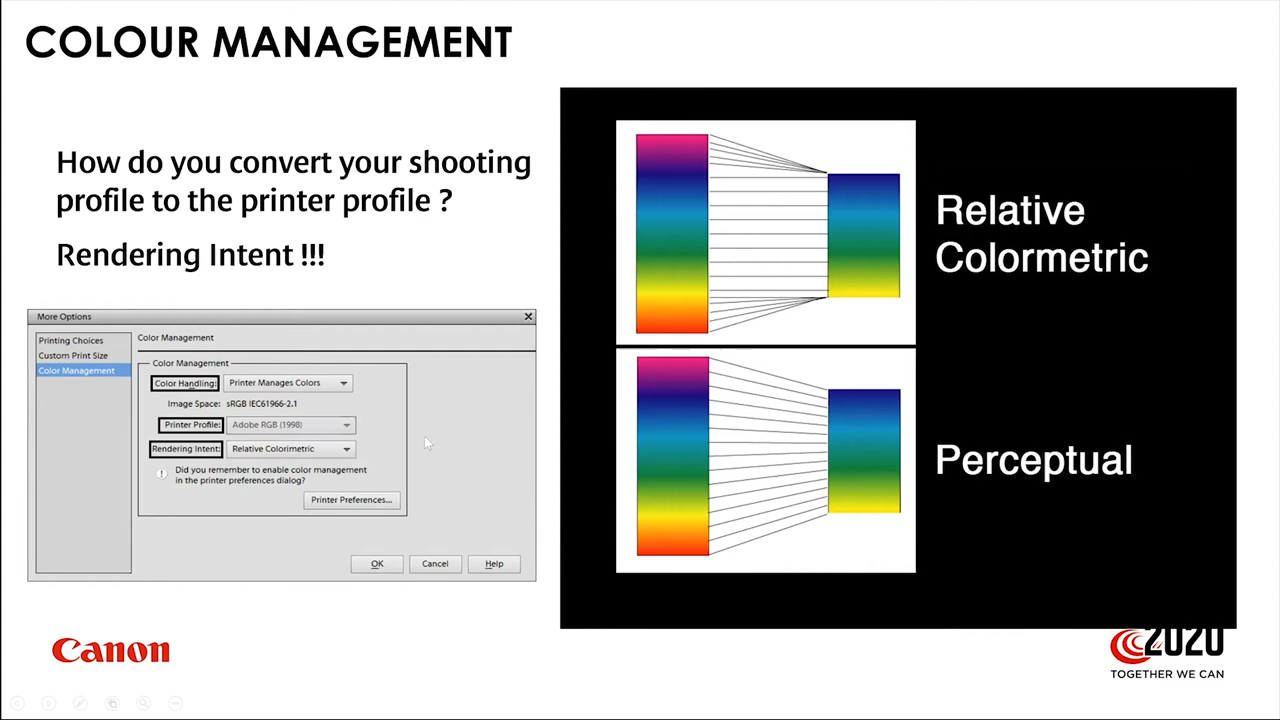 COLOUR MANAGEMENT
How do you convert your shooting
profile to the printer profile ?
Rendering Intent !!!
More Options
Printing Choices
Custom Print Size
Color Management
Color Management
Color Management
Color Handling: Printer Manages Colors
Image Space: sRGB IEC61966-2.1
Printer Profile: Adobe RGB (1998)
Rendering Intent: Relative Colorimetric
! Did you remember to enable color management
in the printer preferences dialog?
Printer Preferences...
OK Cancel Help
Relative
Colormetric
Perceptual
Canon
2020
TOGETHER WE CAN